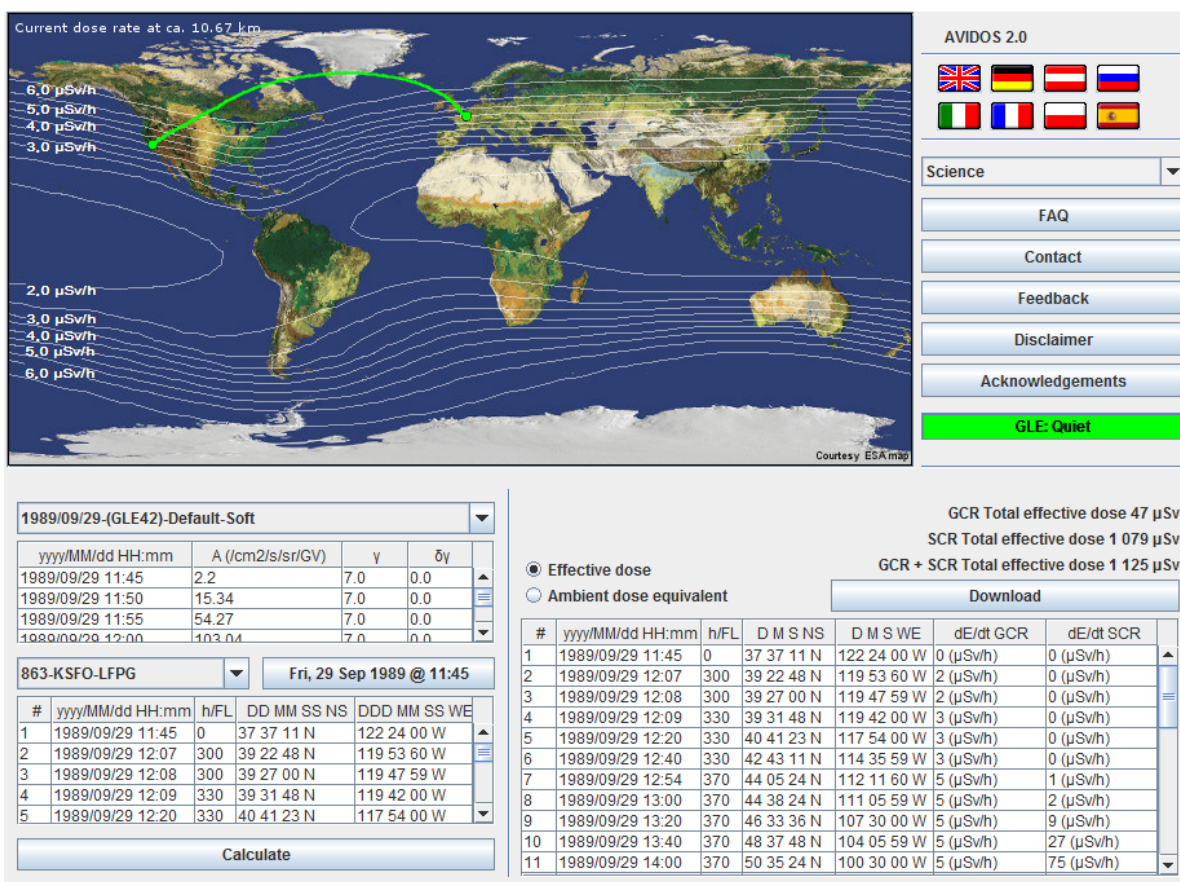 Current dose rate at ca. 10.67 km
6,0 µSv/h
5,0 µSv/h
4,0 µSv/h
3,0 µSv/h
2,0 µSv/h
3,0 µSv/h
4,0 µSv/h
5,0 µSv/h
6,0 µSv/h
Courtesy ESA map
AVIDOS 2.0
Science
FAQ
Contact
Feedback
Disclaimer
Acknowledgements
GLE: Quiet
1989/09/29-(GLE42)-Default-Soft
yyyy/MM/dd HH:mm A (/cm2/s/sr/GV) γ δγ
1989/09/29 11:45 2.2 7.0 0.0
1989/09/29 11:50 15.34 7.0 0.0
1989/09/29 11:55 54.27 7.0 0.0
1989/09/29 12:00 103.04 7.0 0.0
863-KSFO-LFPG Fri, 29 Sep 1989 @ 11:45
# yyyy/MM/dd HH:mm h/FL DD MM SS NS DDD MM SS WE
1 1989/09/29 11:45 0 37 37 11 N 122 24 00 W
2 1989/09/29 12:07 300 39 22 48 N 119 53 60 W
3 1989/09/29 12:08 300 39 27 00 N 119 47 59 W
4 1989/09/29 12:09 330 39 31 48 N 119 42 00 W
5 1989/09/29 12:20 330 40 41 23 N 117 54 00 W
Calculate
GCR Total effective dose 47 µSv
SCR Total effective dose 1 079 µSv
GCR + SCR Total effective dose 1 125 µSv
Effective dose
Ambient dose equivalent
Download
# yyyy/MM/dd HH:mm h/FL D M S NS D M S WE dE/dt GCR dE/dt SCR
1 1989/09/29 11:45 0 37 37 11 N 122 24 00 W 0 (µSv/h) 0 (µSv/h)
2 1989/09/29 12:07 300 39 22 48 N 119 53 60 W 2 (µSv/h) 0 (µSv/h)
3 1989/09/29 12:08 300 39 27 00 N 119 47 59 W 2 (µSv/h) 0 (µSv/h)
4 1989/09/29 12:09 330 39 31 48 N 119 42 00 W 3 (µSv/h) 0 (µSv/h)
5 1989/09/29 12:20 330 40 41 23 N 117 54 00 W 3 (µSv/h) 0 (µSv/h)
6 1989/09/29 12:40 330 42 43 11 N 114 35 59 W 3 (µSv/h) 0 (µSv/h)
7 1989/09/29 12:54 370 44 05 24 N 112 11 60 W 5 (µSv/h) 1 (µSv/h)
8 1989/09/29 13:00 370 44 38 24 N 111 05 59 W 5 (µSv/h) 2 (µSv/h)
9 1989/09/29 13:20 370 46 33 36 N 107 30 00 W 5 (µSv/h) 9 (µSv/h)
10 1989/09/29 13:40 370 48 37 48 N 104 05 59 W 5 (µSv/h) 27 (µSv/h)
11 1989/09/29 14:00 370 50 35 24 N 100 30 00 W 5 (µSv/h) 75 (µSv/h)